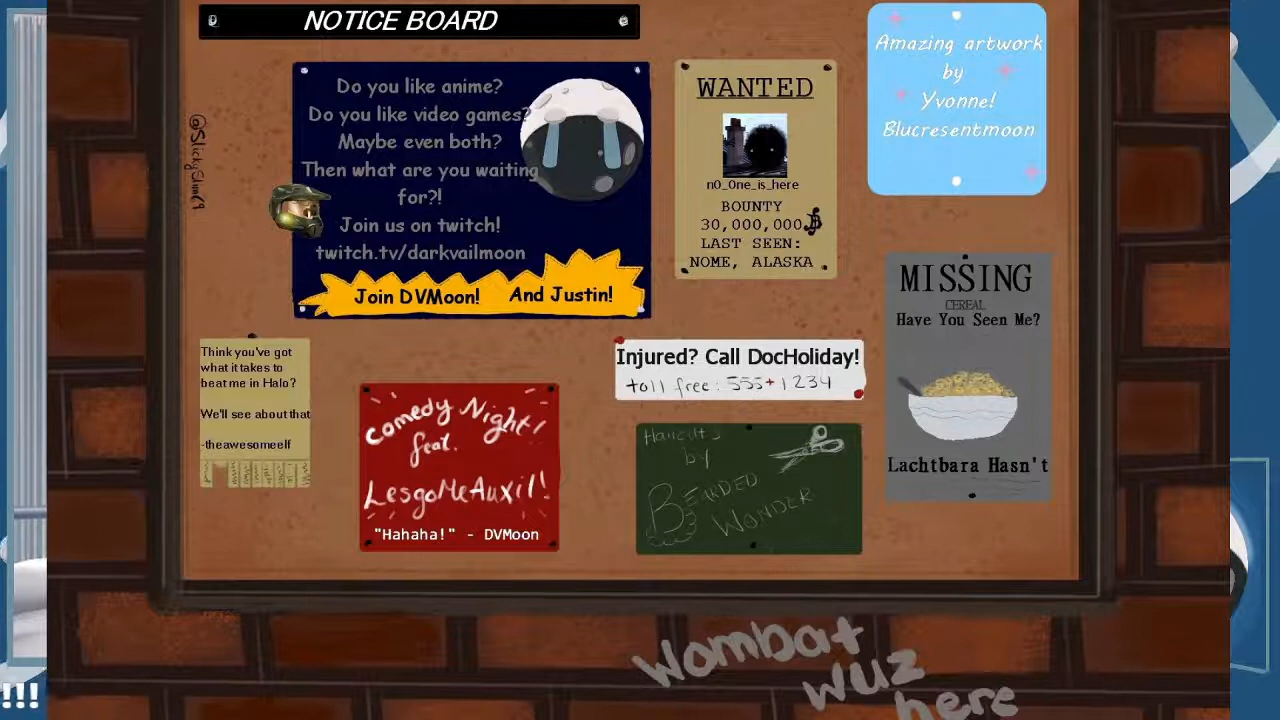 NOTICE BOARD
Do you like anime?
Do you like video games?
Maybe even both?
Then what are you waiting
for?!
Join us on twitch!
twitch.tv/darkvailmoon
Join DVMoon! And Justin!
WANTED
n0_One_is_here
BOUNTY
30,000,000
LAST SEEN:
NOME, ALASKA
Amazing artwork
by
Yvonne!
Blucresentmoon
MISSING
CEREAL
Have You Seen Me?
Lachtbara Hasn't
Think you've got
what it takes to
beat me in Halo?
We'll see about that
-theawesomeelf
Comedy Night!
feat.
LesgoMeAuxil!
"Hahaha!" - DVMoon
Injured? Call DocHoliday!
toll free: 555+1234
Haircuts
by
BEARDED
WONDER
Wombat
wuz
here
!!!